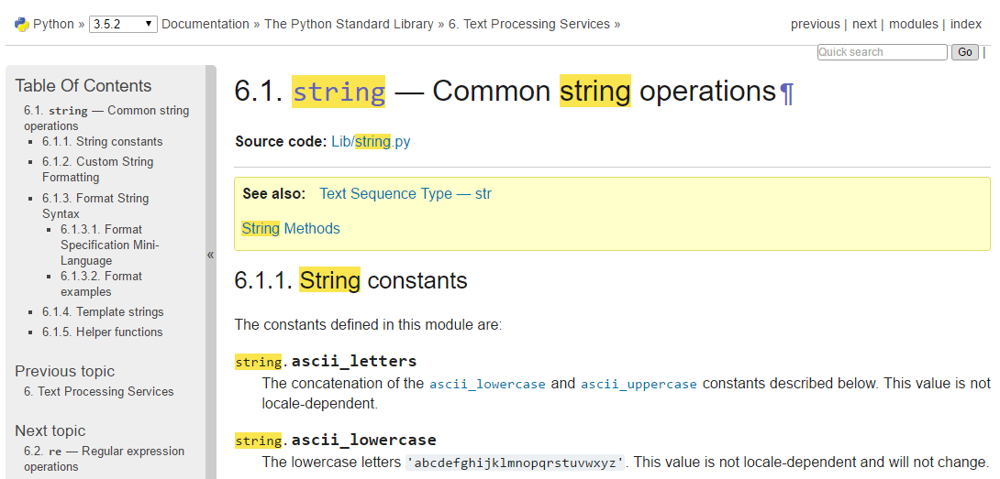 Python » 3.5.2 Documentation » The Python Standard Library » 6. Text Processing Services »
previous | next | modules | index
Quick search Go |
Table Of Contents
6.1. string — Common string
operations
6.1.1. String constants
6.1.2. Custom String
Formatting
6.1.3. Format String
Syntax
6.1.3.1. Format
Specification Mini-
Language
6.1.3.2. Format
examples
6.1.4. Template strings
6.1.5. Helper functions
Previous topic
6. Text Processing Services
Next topic
6.2. re — Regular expression
operations
«
6.1. string — Common string operations¶
Source code: Lib/string.py
See also: Text Sequence Type — str
String Methods
6.1.1. String constants
The constants defined in this module are:
string.ascii_letters
The concatenation of the ascii_lowercase and ascii_uppercase constants described below. This value is not
locale-dependent.
string.ascii_lowercase
The lowercase letters 'abcdefghijklmnopqrstuvwxyz'. This value is not locale-dependent and will not change.